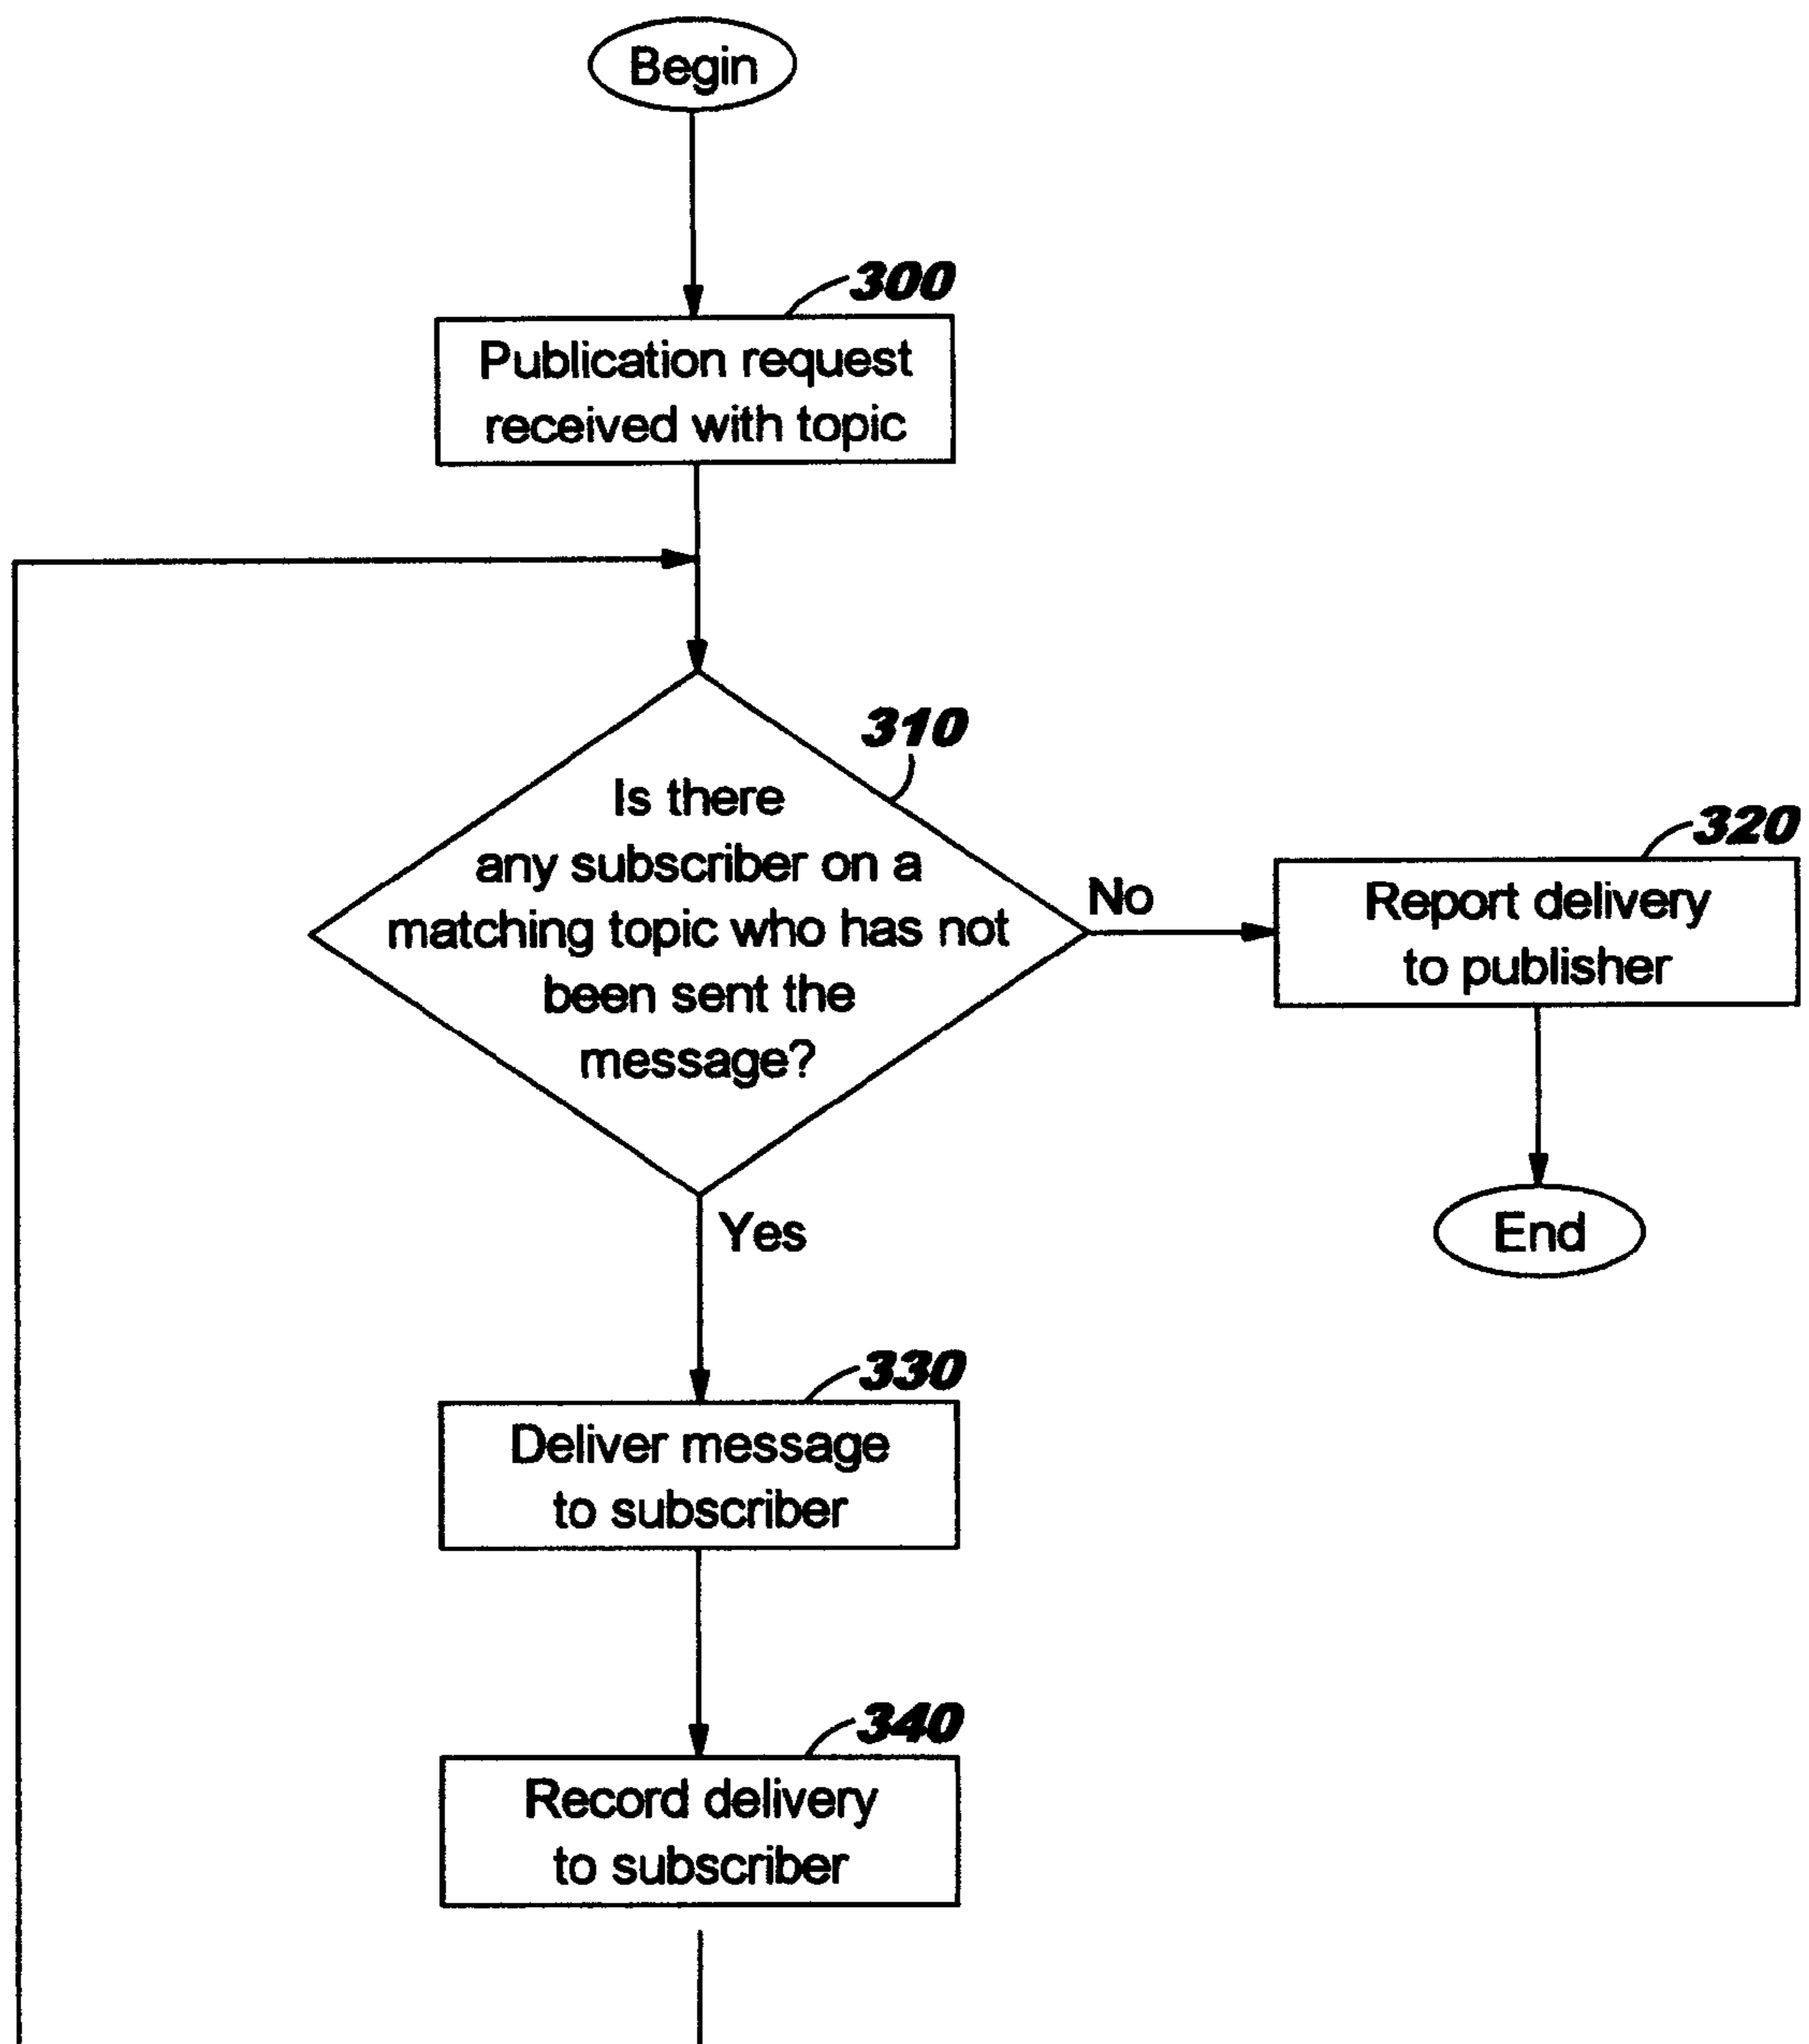 Begin
300
Publication request
received with topic
310
Is there
any subscriber on a
matching topic who has not
been sent the
message?
No
320
Report delivery
to publisher
End
Yes
330
Deliver message
to subscriber
340
Record delivery
to subscriber